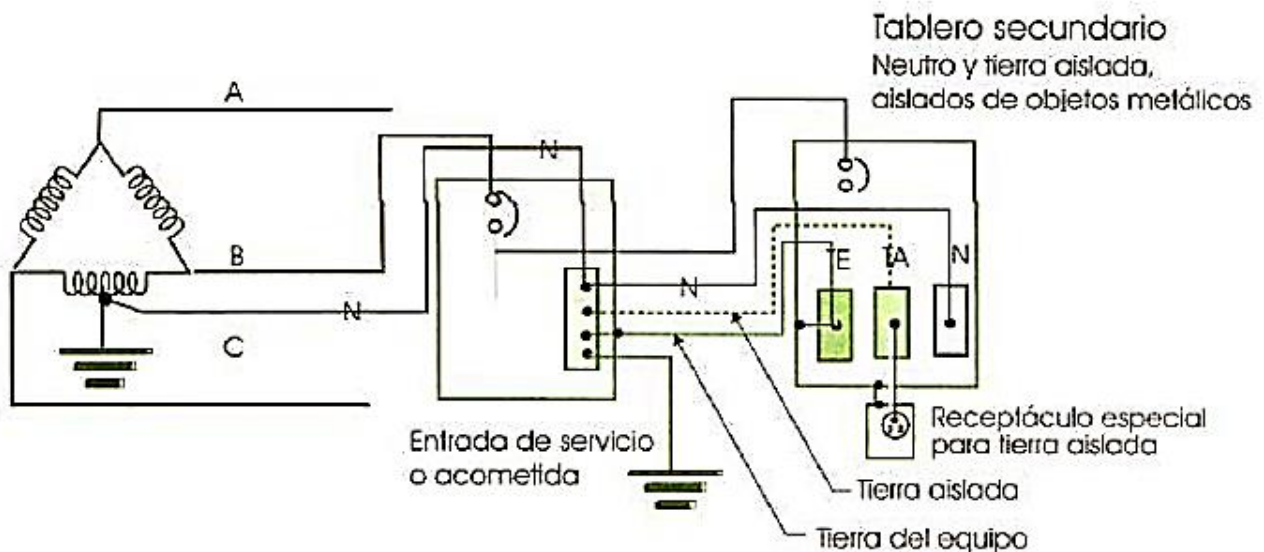 Tablero secundario
Neutro y tierra aislada,
aislados de objetos metálicos
A
N
B
N
C
N
TE
TA
N
Entrada de servicio
o acometida
Receptáculo especial
para tierra aislada
Tierra aislada
Tierra del equipo